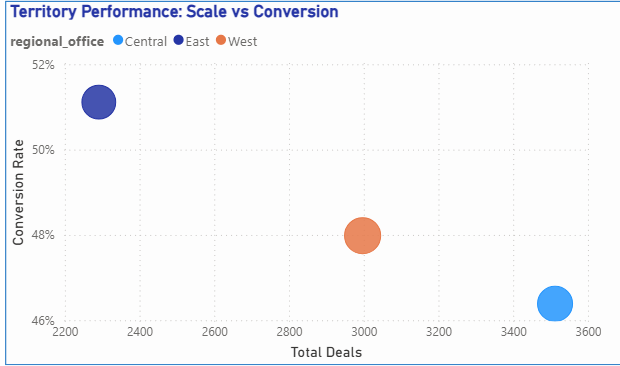 Territory Performance: Scale vs Conversion
regional_office Central East West
52%
50%
48%
46%
Conversion Rate
2200 2400 2600 2800 3000 3200 3400 3600
Total Deals